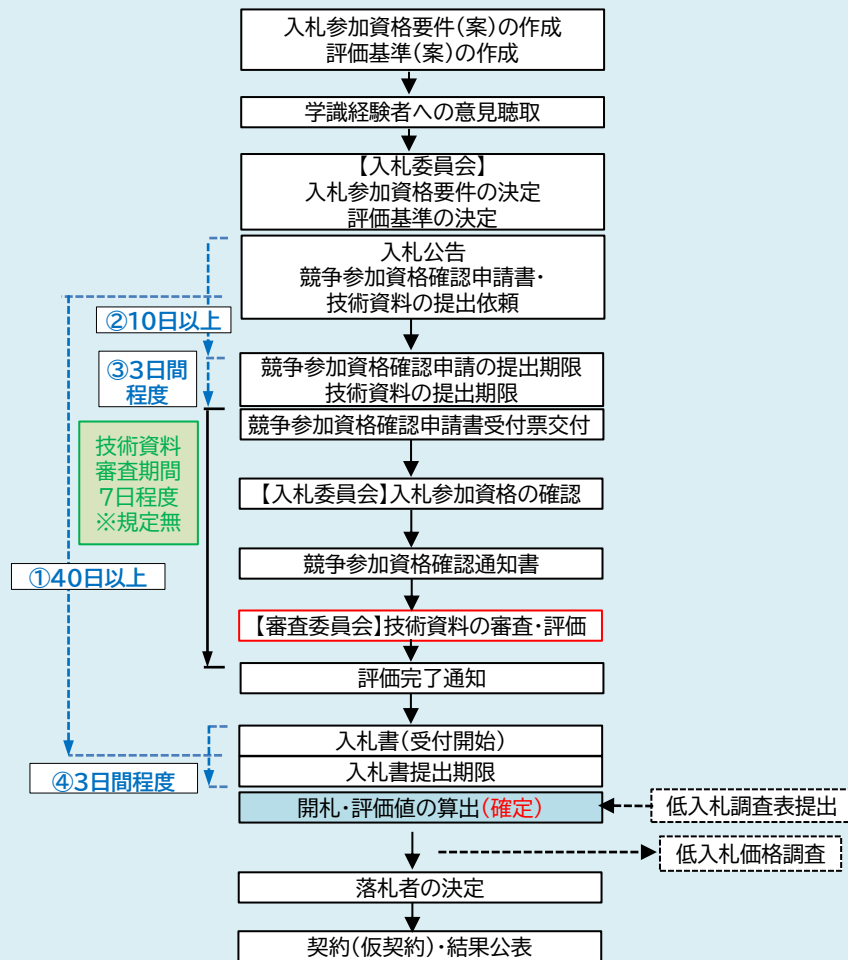 入札参加資格要件(案)の作成
評価基準(案)の作成
学識経験者への意見聴取
【入札委員会】
入札参加資格要件の決定
評価基準の決定
入札公告
競争参加資格確認申請書・
技術資料の提出依頼
②10日以上
③3日間
程度
競争参加資格確認申請の提出期限
技術資料の提出期限
競争参加資格確認申請書受付票交付
技術資料
審査期間
7日程度
※規定無
【入札委員会】入札参加資格の確認
競争参加資格確認通知書
①40日以上
【審査委員会】技術資料の審査・評価
評価完了通知
入札書(受付開始)
入札書提出期限
④3日間程度
開札・評価値の算出(確定)
低入札調査表提出
低入札価格調査
落札者の決定
契約(仮契約)・結果公表